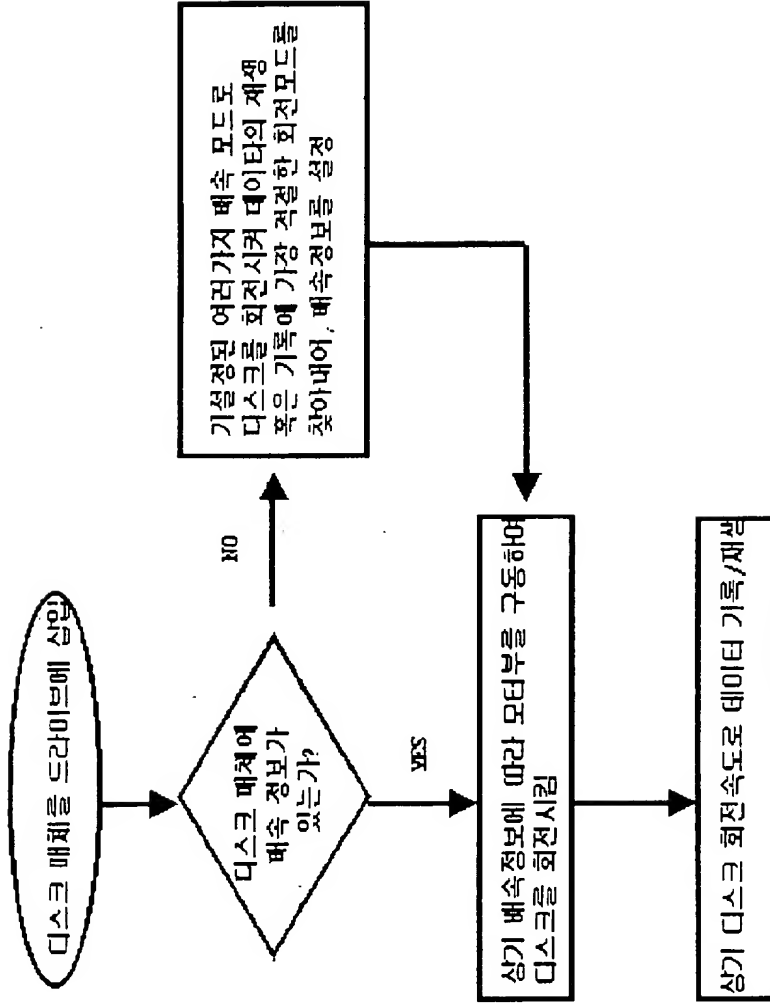 디스크 매체를 드라이브에 삽입
디스크 매체에
배속 정보가
있는가?
NO
기설정된 여러가지 배속 모드로
디스크를 회전시켜 데이타의 재생
혹은 기록에 가장 적절한 회전모드를
찾아내어, 배속정보를 설정
YES
상기 배속정보에 따라 모터부를 구동하여
디스크를 회전시킴
상기 디스크 회전속도로 데이터 기록/재생